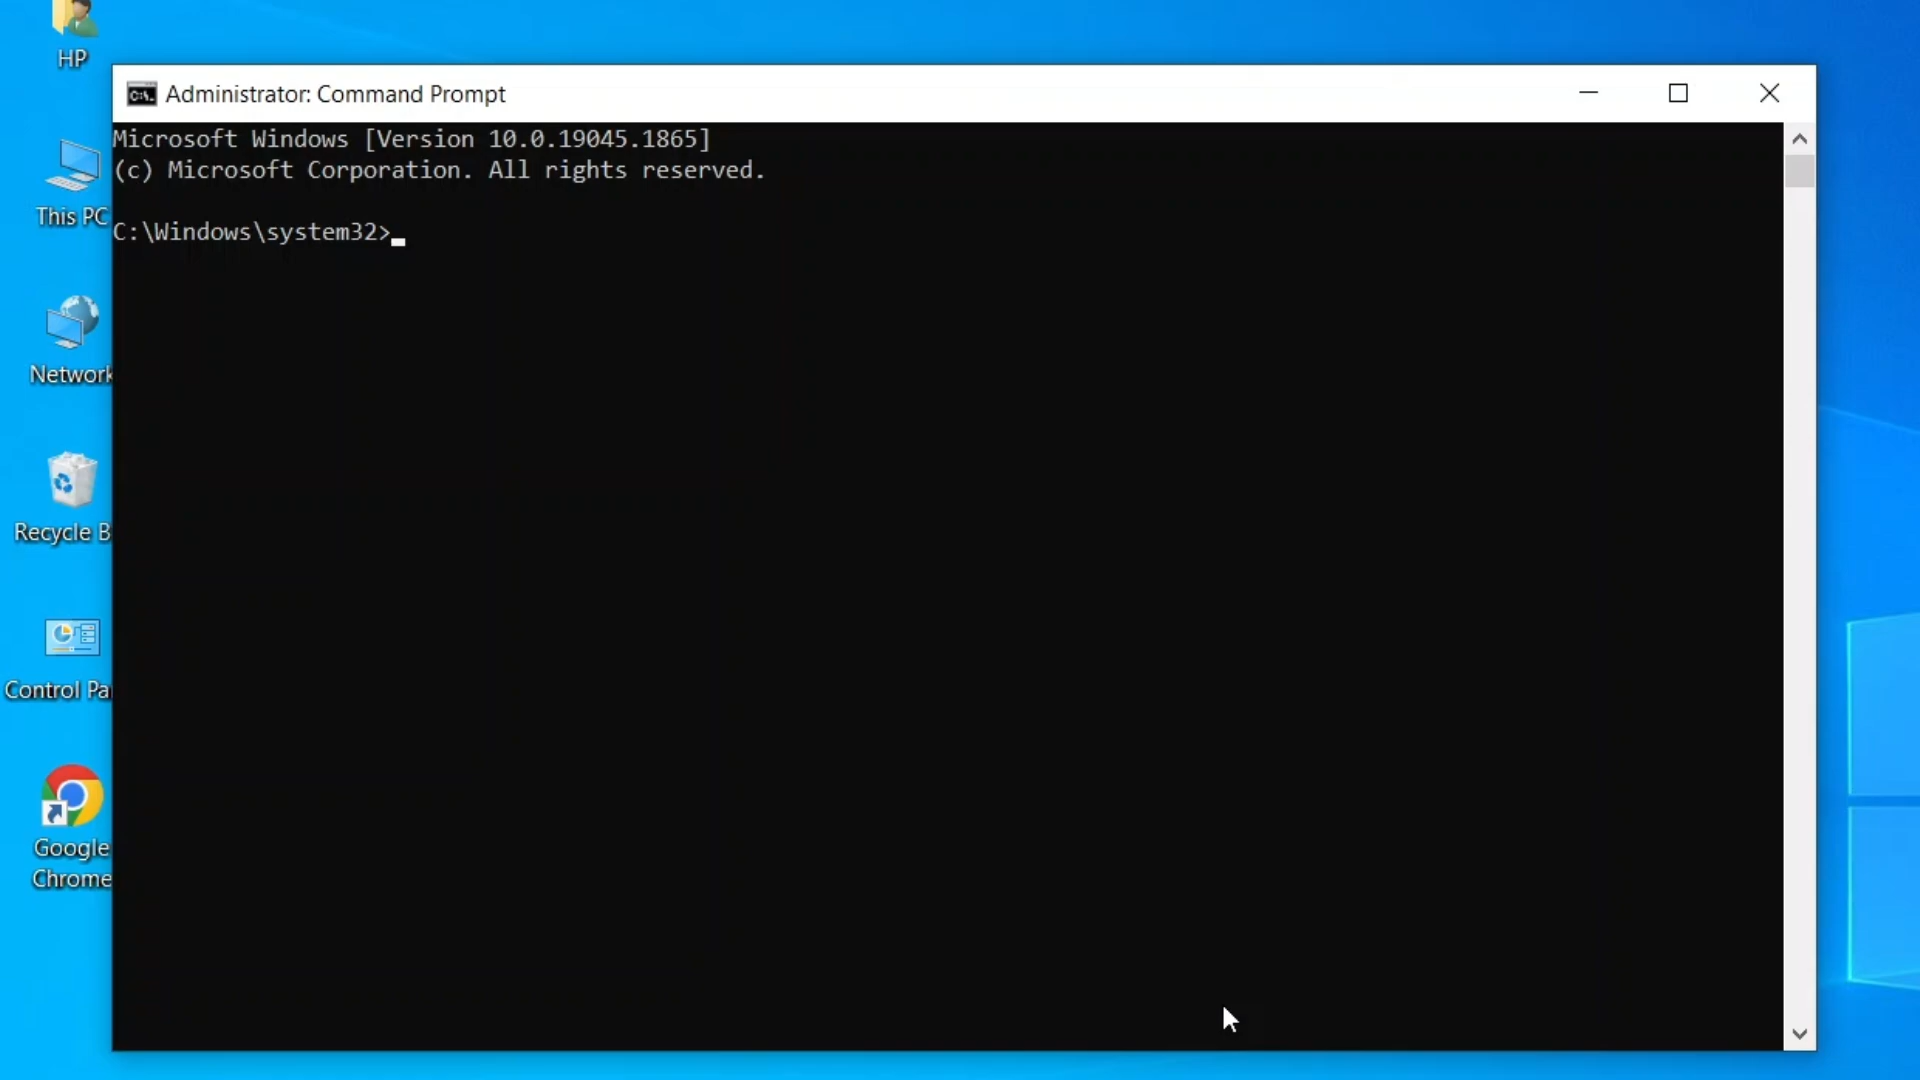 HP
Administrator: Command Prompt
Microsoft Windows [Version 10.0.19045.1865]
(c) Microsoft Corporation. All rights reserved.
C:\Windows\system32>
This PC
Network
Recycle B
Control Pa
Google
Chrome